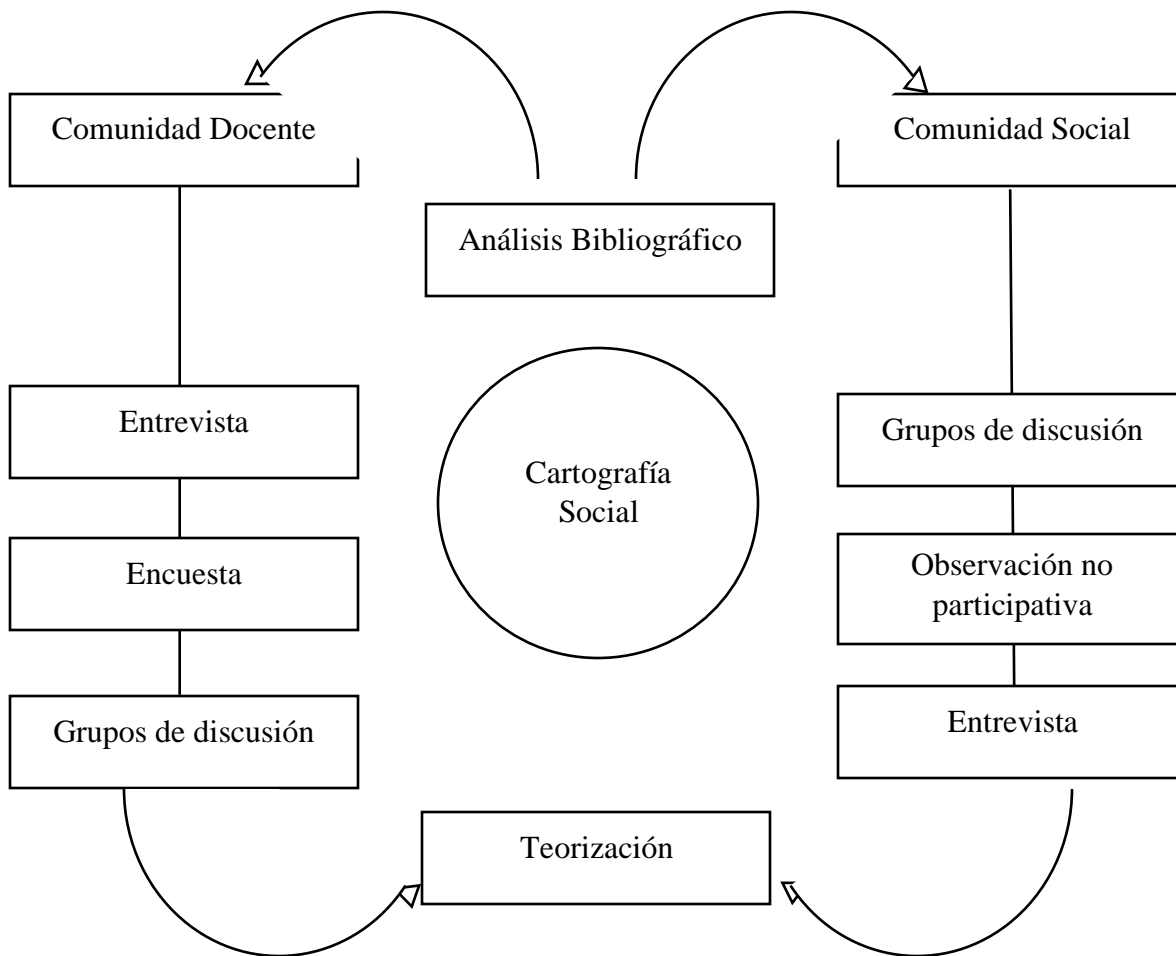 Comunidad Docente
Comunidad Social
Análisis Bibliográfico
Entrevista
Grupos de discusión
Cartografía
Social
Encuesta
Observación no
participativa
Grupos de discusión
Entrevista
Teorización